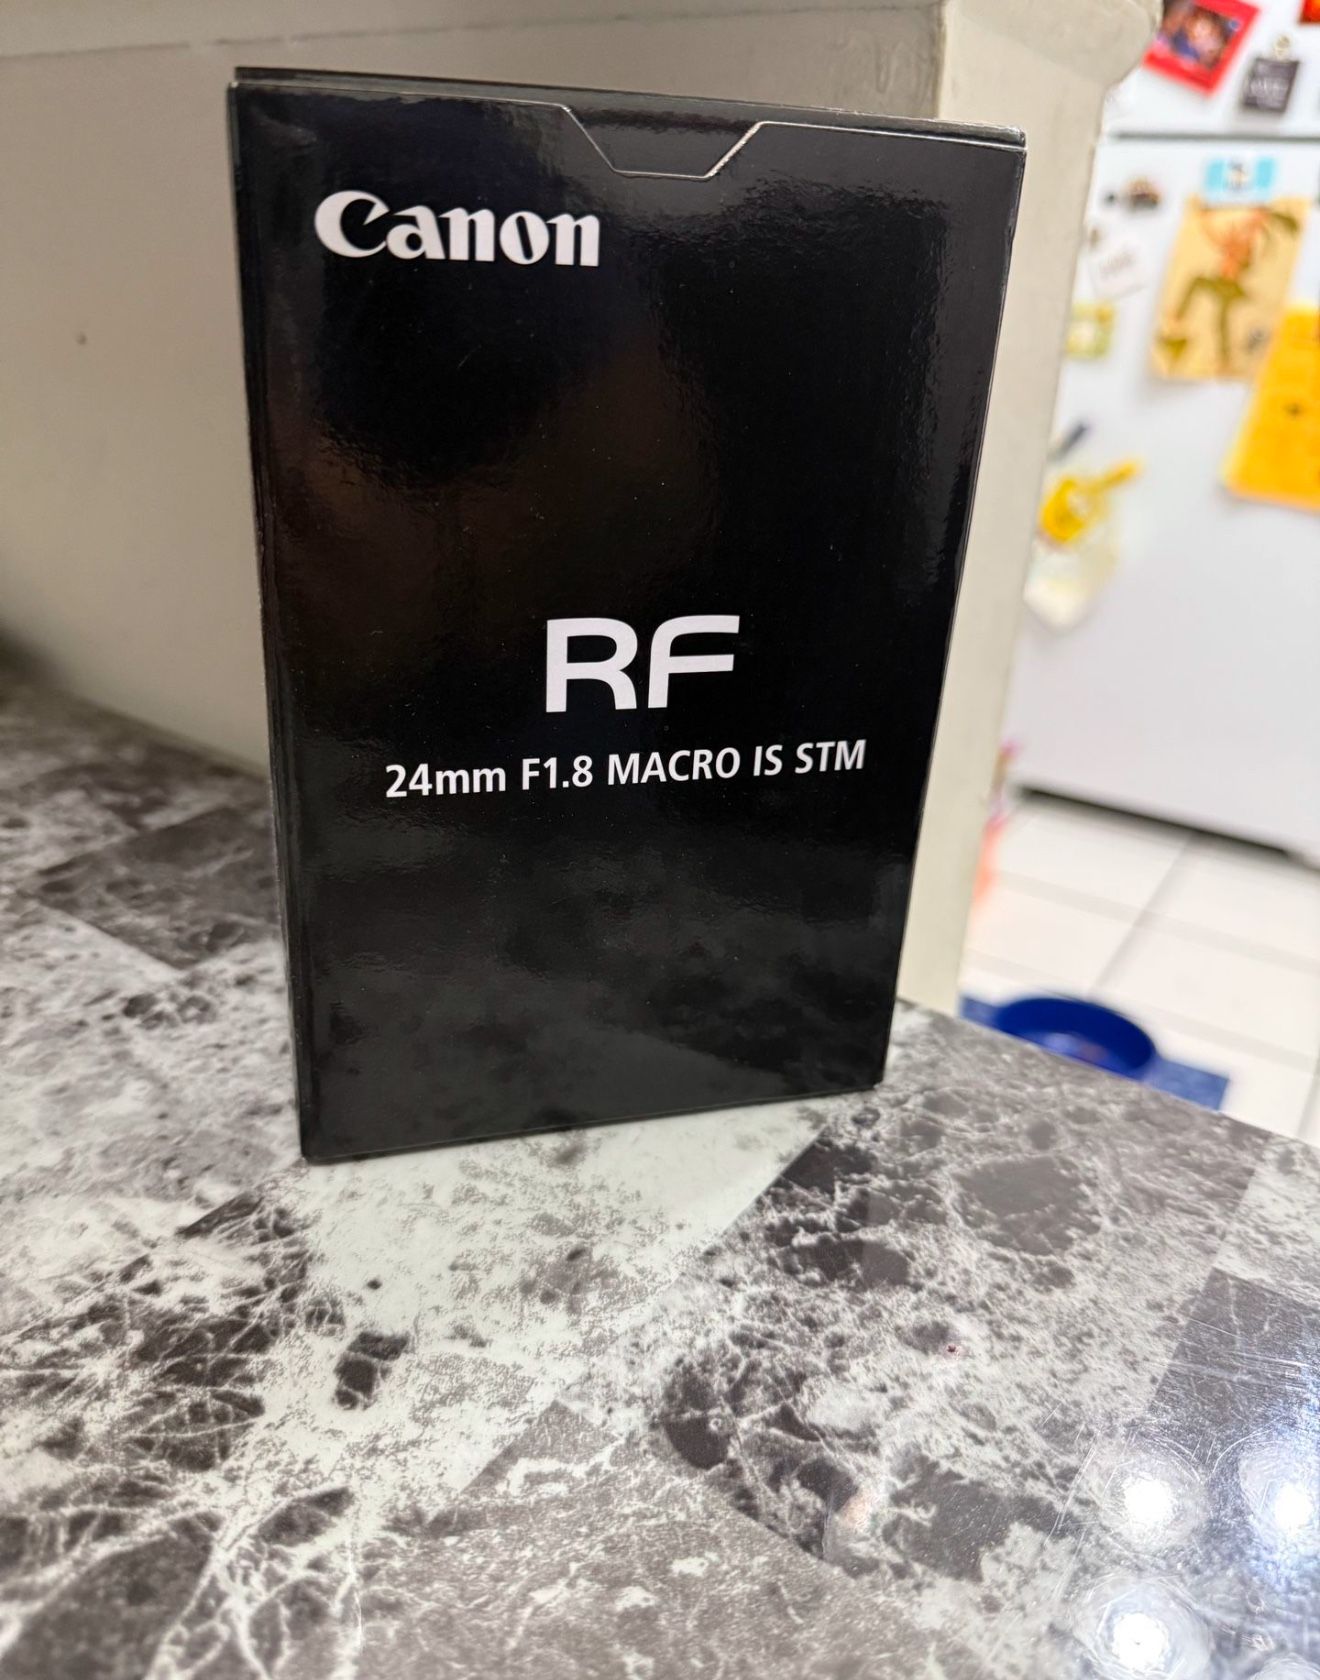 Canon
RF
24mm F1.8 MACRO IS STM